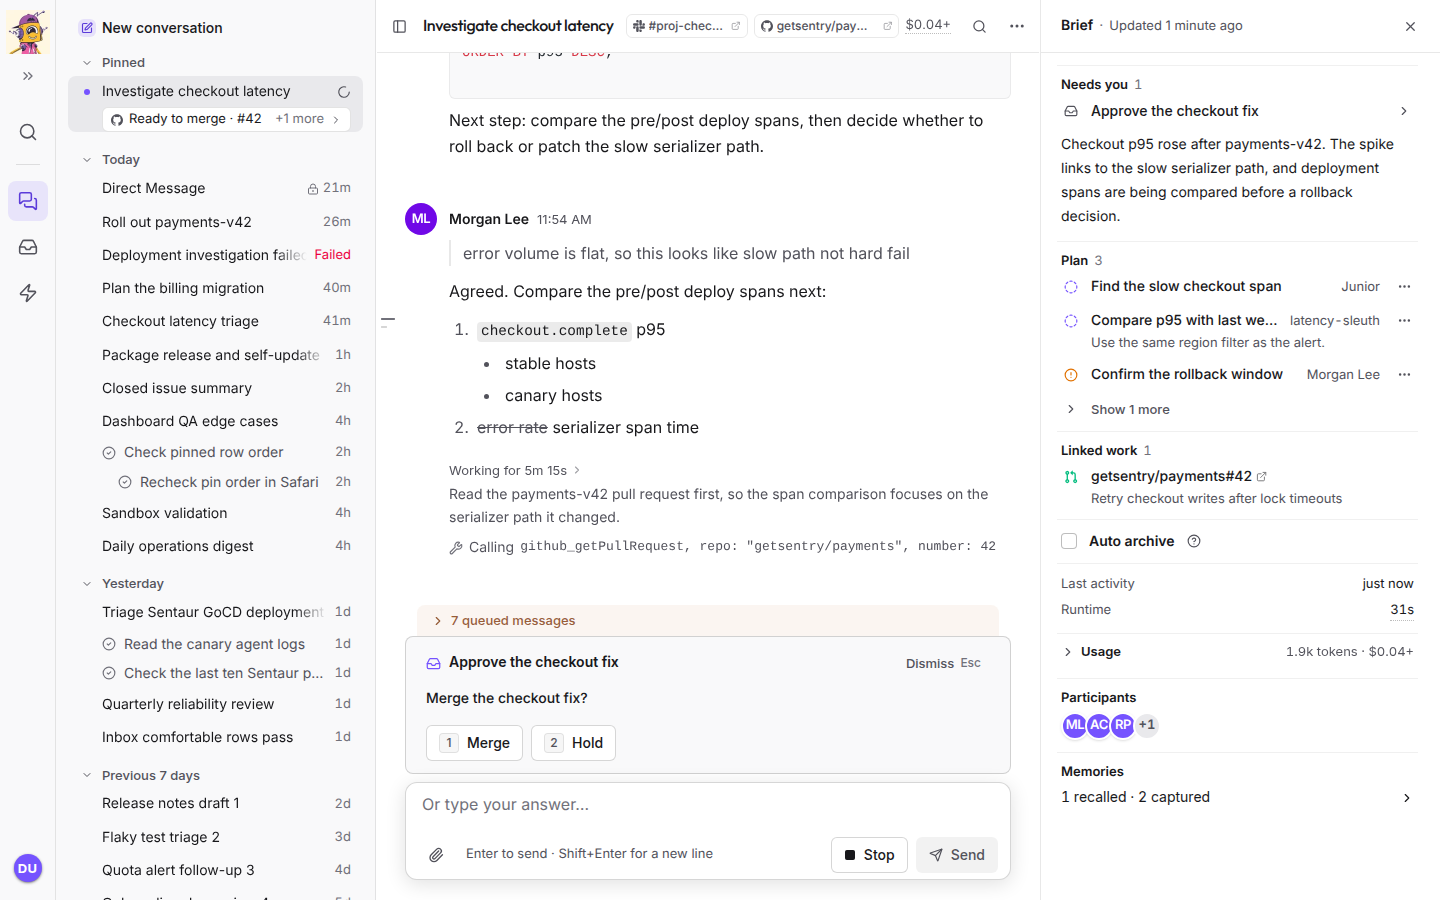 New conversation
Pinned
Investigate checkout latency
Ready to merge · #42 +1 more
Today
Direct Message 21m
Roll out payments-v42 26m
Deployment investigation failed Failed
Plan the billing migration 40m
Checkout latency triage 41m
Package release and self-update 1h
Closed issue summary 2h
Dashboard QA edge cases 4h
Check pinned row order 2h
Recheck pin order in Safari 2h
Sandbox validation 4h
Daily operations digest 4h
Yesterday
Triage Sentaur GoCD deployment 1d
Read the canary agent logs 1d
Check the last ten Sentaur p... 1d
Quarterly reliability review 1d
Inbox comfortable rows pass 1d
Previous 7 days
Release notes draft 1 2d
Flaky test triage 2 3d
Quota alert follow-up 3 4d
DU
Investigate checkout latency #proj-chec... getsentry/pay... $0.04+
ORDER BY p95 DESC;
Next step: compare the pre/post deploy spans, then decide whether to
roll back or patch the slow serializer path.
ML Morgan Lee 11:54 AM
error volume is flat, so this looks like slow path not hard fail
Agreed. Compare the pre/post deploy spans next:
1. checkout.complete p95
• stable hosts
• canary hosts
2. error rate serializer span time
Working for 5m 15s
Read the payments-v42 pull request first, so the span comparison focuses on the
serializer path it changed.
Calling github_getPullRequest, repo: "getsentry/payments", number: 42
7 queued messages
Approve the checkout fix Dismiss Esc
Merge the checkout fix?
1 Merge 2 Hold
Or type your answer...
Enter to send · Shift+Enter for a new line Stop Send
Brief · Updated 1 minute ago
Needs you 1
Approve the checkout fix
Checkout p95 rose after payments-v42. The spike
links to the slow serializer path, and deployment
spans are being compared before a rollback
decision.
Plan 3
Find the slow checkout span Junior
Compare p95 with last we... latency-sleuth
Use the same region filter as the alert.
Confirm the rollback window Morgan Lee
Show 1 more
Linked work 1
getsentry/payments#42
Retry checkout writes after lock timeouts
Auto archive
Last activity just now
Runtime 31s
Usage 1.9k tokens · $0.04+
Participants
ML AC RP +1
Memories
1 recalled · 2 captured